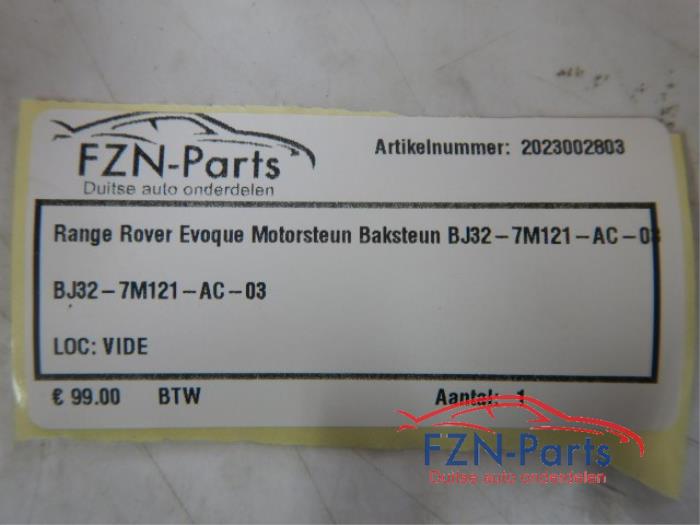 FZN-Parts
Duitse auto onderdelen
Artikelnummer: 2023002803
Range Rover Evoque Motorsteun Baksteun BJ32-7M121-AC-03
BJ32-7M121-AC-03
LOC: VIDE
€ 99.00 BTW Aantal: 1
FZN-Parts
Duitse auto onderdelen